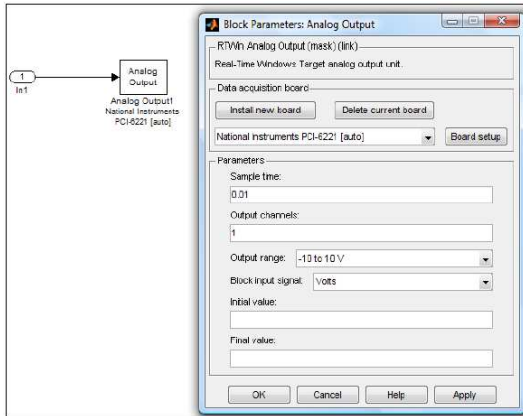 1
In1
Analog
Output
Analog Output1
National Instruments
PCI-6221 [auto]
Block Parameters: Analog Output
RTWin Analog Output (mask) (link)
Real-Time Windows Target analog output unit.
Data acquisition board
Install new board
Delete current board
National Instruments PCI-6221 [auto]
Board setup
Parameters
Sample time:
0.01
Output channels:
1
Output range: -10 to 10 V
Block input signal: Volts
Initial value:
Final value:
OK Cancel Help Apply